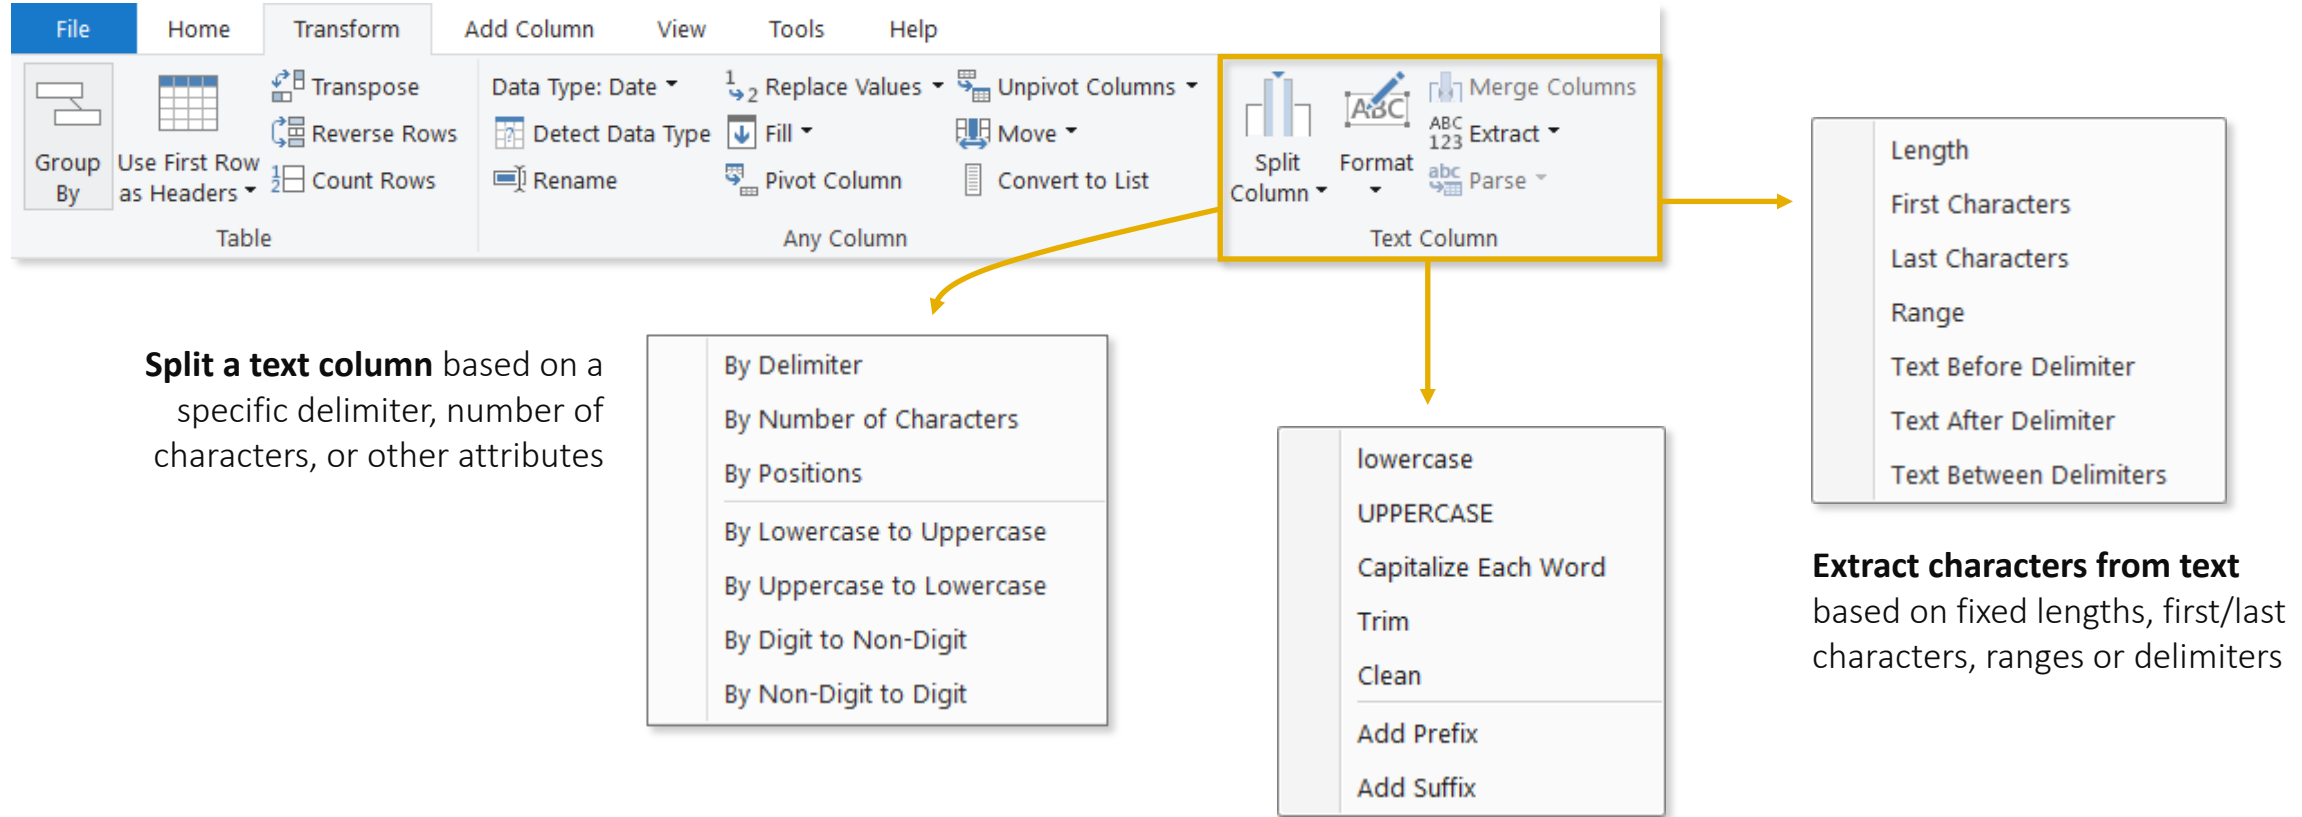 File Home Transform Add Column View Tools Help
Group By
Use First Row as Headers
Transpose
Reverse Rows
Count Rows
Table
Data Type: Date
Detect Data Type
Rename
1 2 Replace Values
Fill
Pivot Column
Unpivot Columns
Move
Convert to List
Any Column
Split Column
ABC
Format
Merge Columns
ABC 123 Extract
abc Parse
Text Column
Split a text column based on a
specific delimiter, number of
characters, or other attributes
By Delimiter
By Number of Characters
By Positions
By Lowercase to Uppercase
By Uppercase to Lowercase
By Digit to Non-Digit
By Non-Digit to Digit
lowercase
UPPERCASE
Capitalize Each Word
Trim
Clean
Add Prefix
Add Suffix
Length
First Characters
Last Characters
Range
Text Before Delimiter
Text After Delimiter
Text Between Delimiters
Extract characters from text
based on fixed lengths, first/last
characters, ranges or delimiters